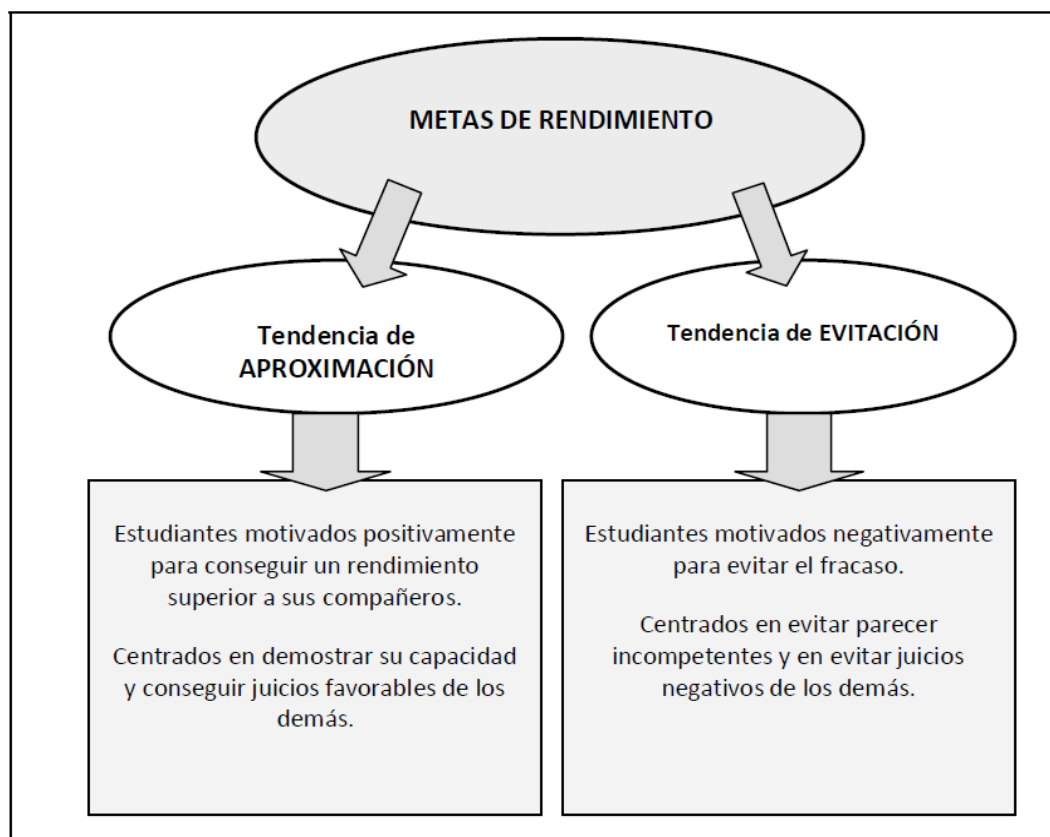 METAS DE RENDIMIENTO
Tendencia de
APROXIMACIÓN
Tendencia de EVITACIÓN
Estudiantes motivados positivamente
para conseguir un rendimiento
superior a sus compañeros.
Centrados en demostrar su capacidad
y conseguir juicios favorables de los
demás.
Estudiantes motivados negativamente
para evitar el fracaso.
Centrados en evitar parecer
incompetentes y en evitar juicios
negativos de los demás.